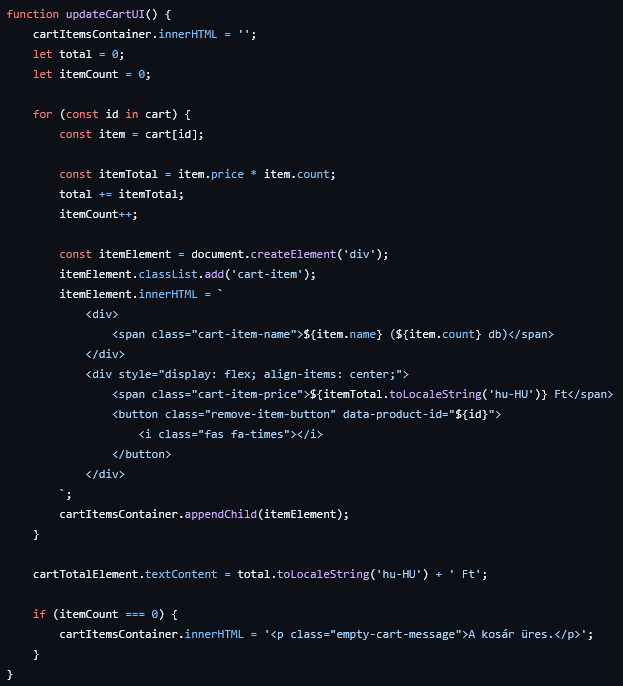 function updateCartUI() {
    cartItemsContainer.innerHTML = '';
    let total = 0;
    let itemCount = 0;

    for (const id in cart) {
        const item = cart[id];

        const itemTotal = item.price * item.count;
        total += itemTotal;
        itemCount++;

        const itemElement = document.createElement('div');
        itemElement.classList.add('cart-item');
        itemElement.innerHTML = `
            <div>
                <span class="cart-item-name">${item.name} (${item.count} db)</span>
            </div>
            <div style="display: flex; align-items: center;">
                <span class="cart-item-price">${itemTotal.toLocaleString('hu-HU')} Ft</span>
                <button class="remove-item-button" data-product-id="${id}">
                    <i class="fas fa-times"></i>
                </button>
            </div>
        `;
        cartItemsContainer.appendChild(itemElement);
    }

    cartTotalElement.textContent = total.toLocaleString('hu-HU') + ' Ft';

    if (itemCount === 0) {
        cartItemsContainer.innerHTML = '<p class="empty-cart-message">A kosár üres.</p>';
    }
}